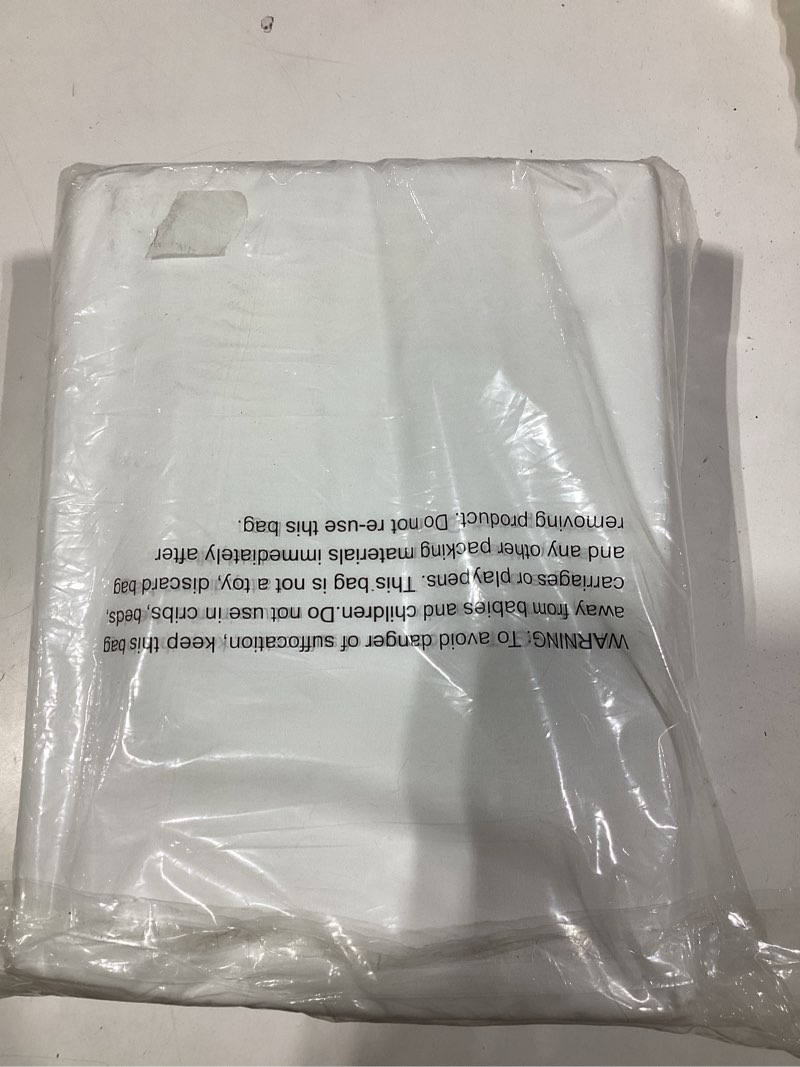 WARNING: To avoid danger of suffocation, keep this bag
away from babies and children.Do not use in cribs, beds,
carriages or playpens. This bag is not a toy, discard bag
and any other packing materials immediately after
removing product. Do not re-use this bag.